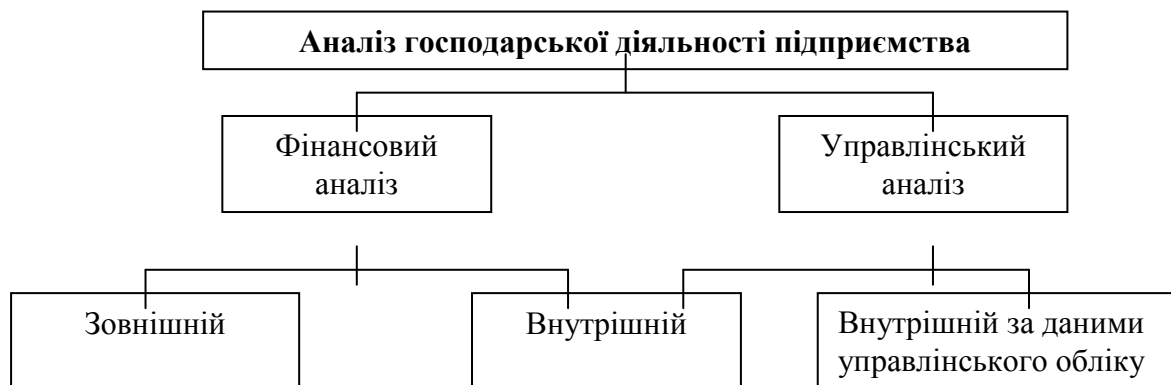 Аналіз господарської діяльності підприємства
Фінансовий
аналіз
Управлінський
аналіз
Зовнішній
Внутрішній
Внутрішній за даними
управлінського обліку